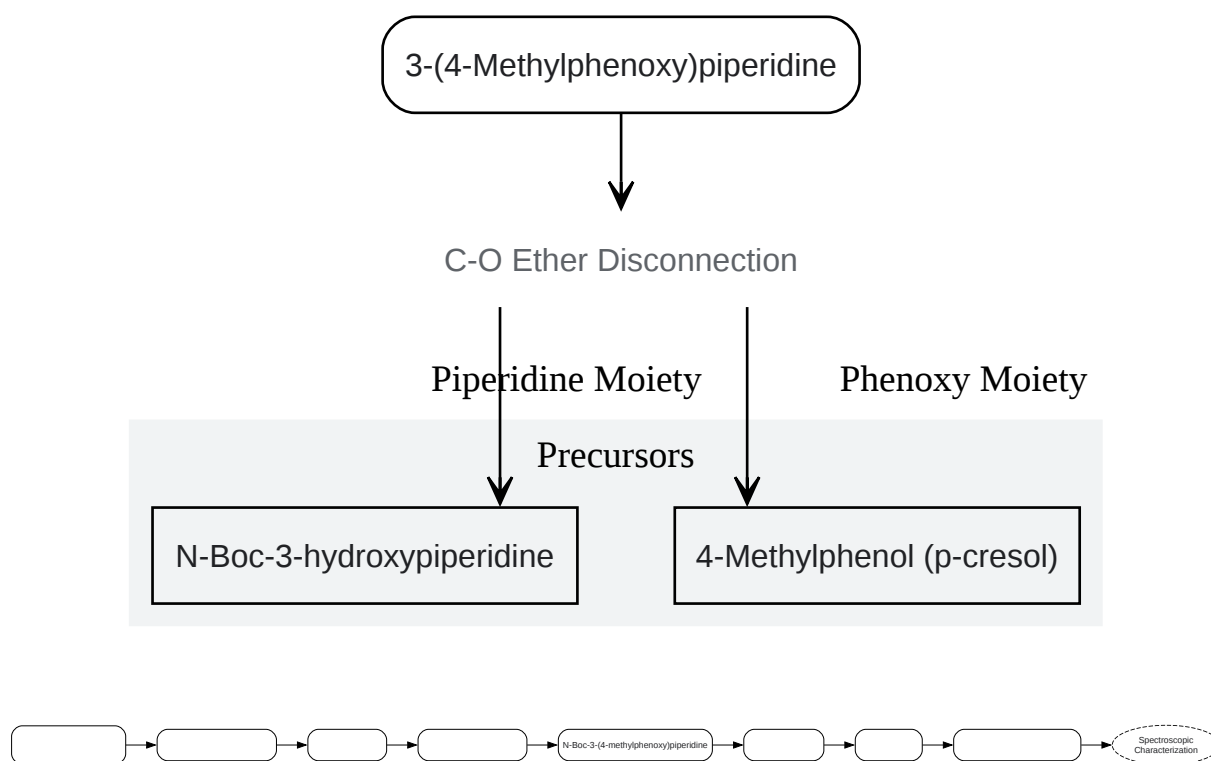 3-(4-Methylphenoxy)piperidine
C-O Ether Disconnection
Piperidine Moiety
Phenoxy Moiety
Precursors
N-Boc-3-hydroxypiperidine
4-Methylphenol (p-cresol)
N-Boc-3-(4-methylphenoxy)piperidine
Spectroscopic
Characterization